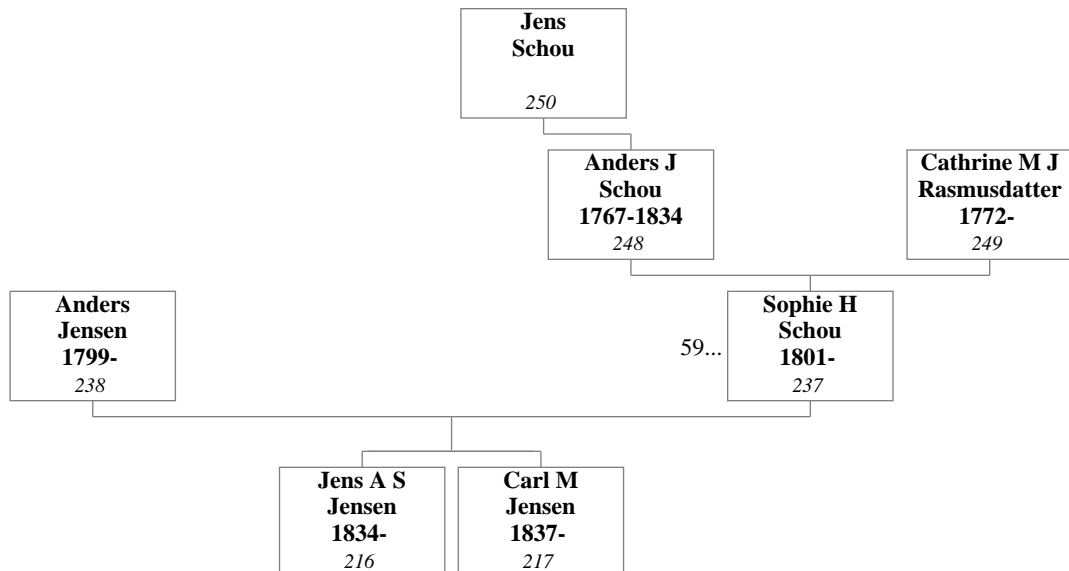 Jens
Schou
250
Anders J
Schou
1767-1834
248
Cathrine M J
Rasmusdatter
1772-
249
Anders
Jensen
1799-
238
59...
Sophie H
Schou
1801-
237
Jens A S
Jensen
1834-
216
Carl M
Jensen
1837-
217